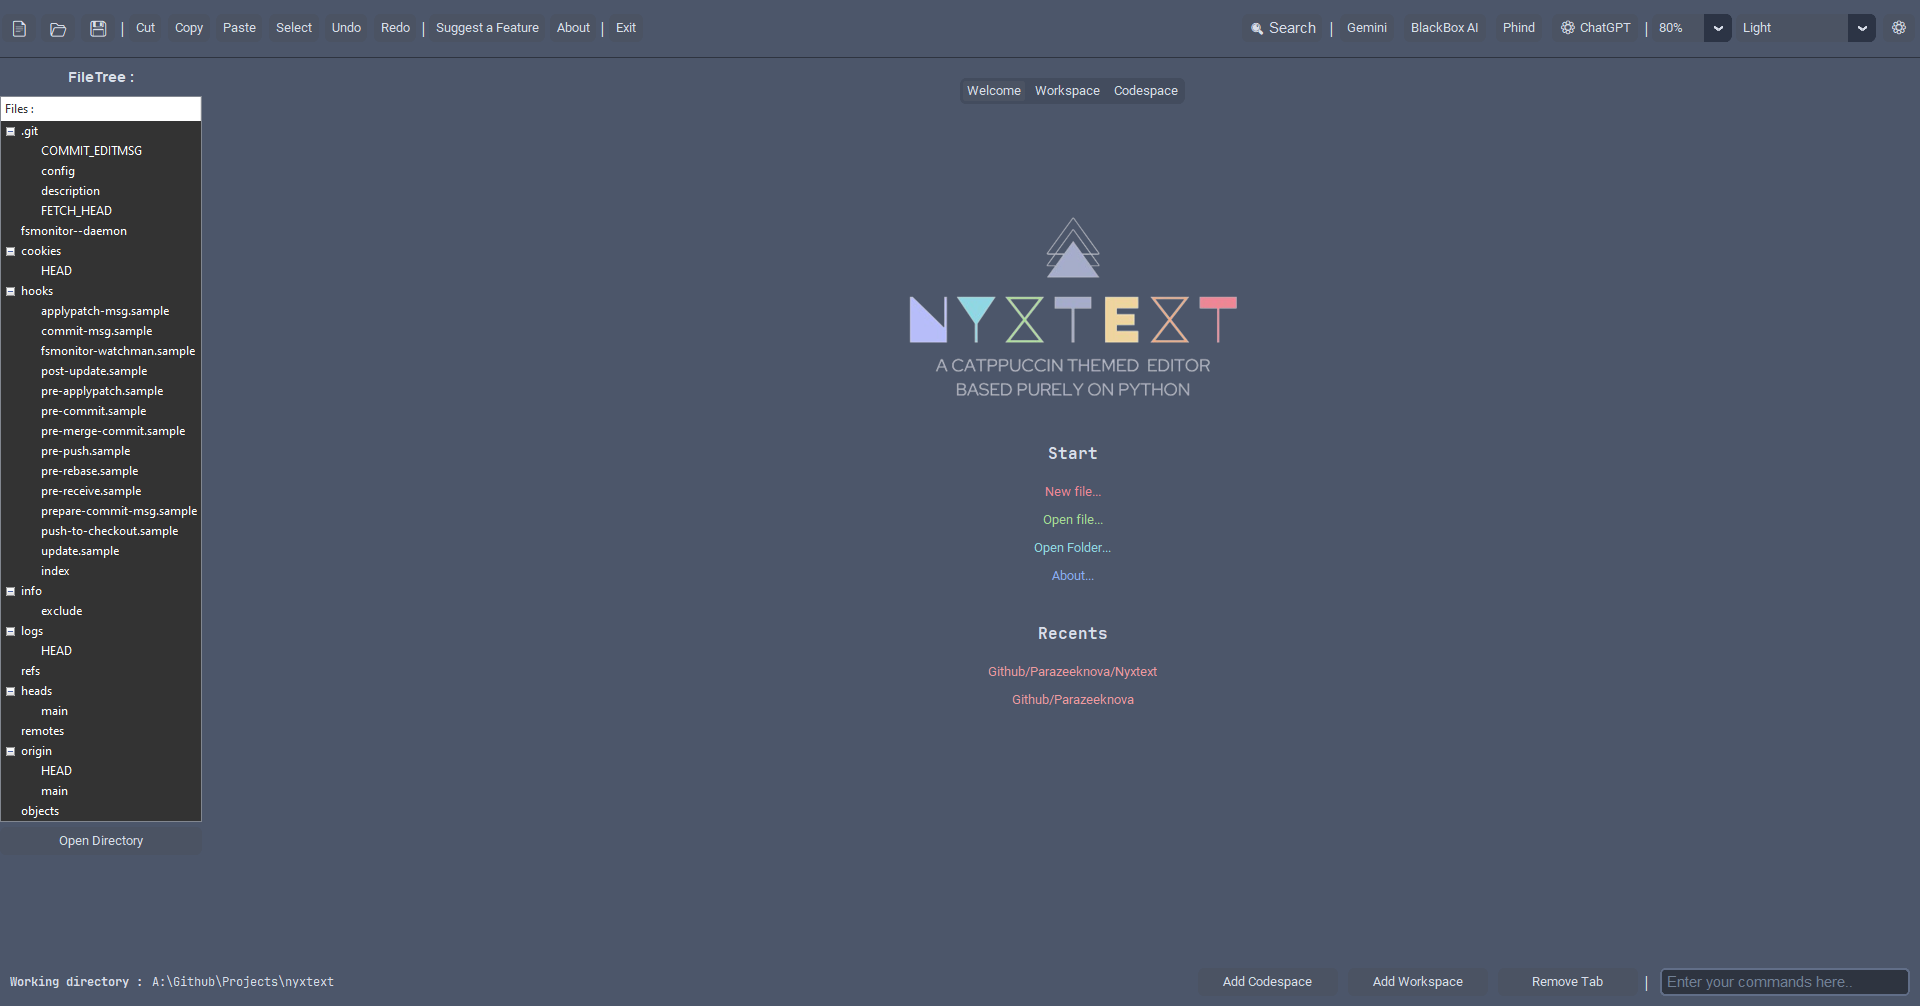 | Cut Copy Paste Select Undo Redo | Suggest a Feature About | Exit Search | Gemini BlackBox AI Phind ChatGPT | 80% Light
FileTree :
Files :
.git
COMMIT_EDITMSG
config
description
FETCH_HEAD
fsmonitor--daemon
cookies
HEAD
hooks
applypatch-msg.sample
commit-msg.sample
fsmonitor-watchman.sample
post-update.sample
pre-applypatch.sample
pre-commit.sample
pre-merge-commit.sample
pre-push.sample
pre-rebase.sample
pre-receive.sample
prepare-commit-msg.sample
push-to-checkout.sample
update.sample
index
info
exclude
logs
HEAD
refs
heads
main
remotes
origin
HEAD
main
objects
Open Directory
Welcome Workspace Codespace
NYXTEXT
A CATPPUCCIN THEMED EDITOR
BASED PURELY ON PYTHON
Start
New file...
Open file...
Open Folder...
About...
Recents
Github/Parazeeknova/Nyxtext
Github/Parazeeknova
Working directory : A:\Github\Projects\nyxtext
Add Codespace Add Workspace Remove Tab | Enter your commands here..